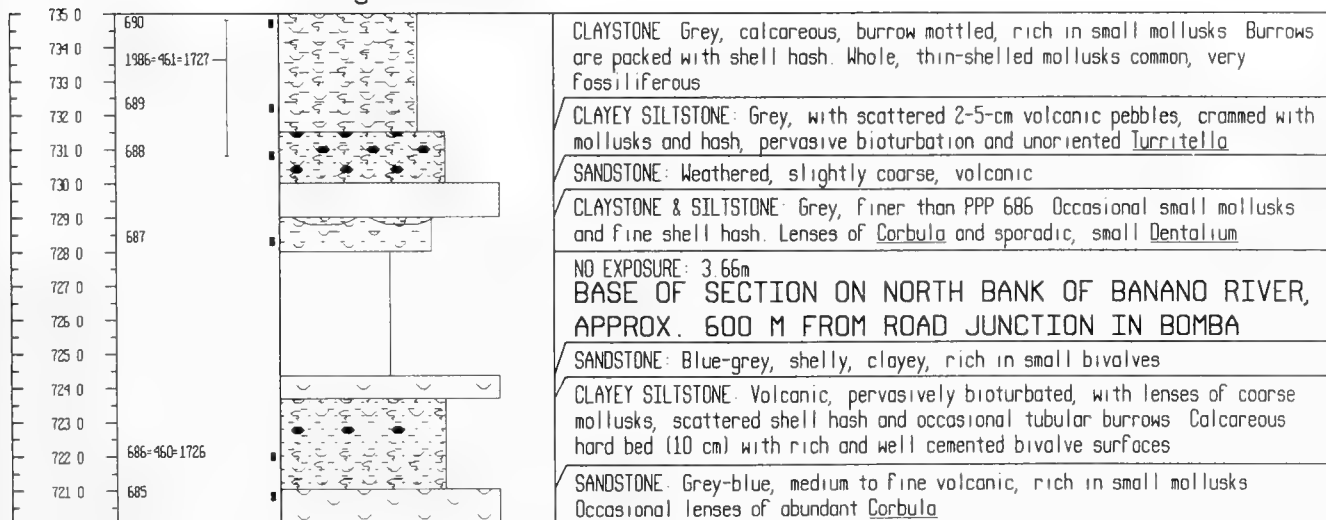 735 0
734 0
733 0
732 0
731 0
730 0
729 0
728 0
727 0
726 0
725 0
724 0
723 0
722 0
721 0
690
1986=461=1727
689
688
687
686=460=1726
685
CLAYSTONE Grey, calcareous, burrow mottled, rich in small mollusks Burrows
are packed with shell hash. Whole, thin-shelled mollusks common, very
fossiliferous
CLAYEY SILTSTONE: Grey, with scattered 2-5-cm volcanic pebbles, crammed with
mollusks and hash, pervasive bioturbation and unoriented Turritella
SANDSTONE: Weathered, slightly coarse, volcanic
CLAYSTONE & SILTSTONE: Grey, finer than PPP 686 Occasional small mollusks
and fine shell hash. Lenses of Corbula and sporadic, small Dentalium
NO EXPOSURE: 3.66m
BASE OF SECTION ON NORTH BANK OF BANANO RIVER,
APPROX. 600 M FROM ROAD JUNCTION IN BOMBA
SANDSTONE: Blue-grey, shelly, clayey, rich in small bivalves
CLAYEY SILTSTONE: Volcanic, pervasively bioturbated, with lenses of coarse
mollusks, scattered shell hash and occasional tubular burrows Calcareous
hard bed (10 cm) with rich and well cemented bivalve surfaces
SANDSTONE: Grey-blue, medium to fine volcanic, rich in small mollusks
Occasional lenses of abundant Corbula